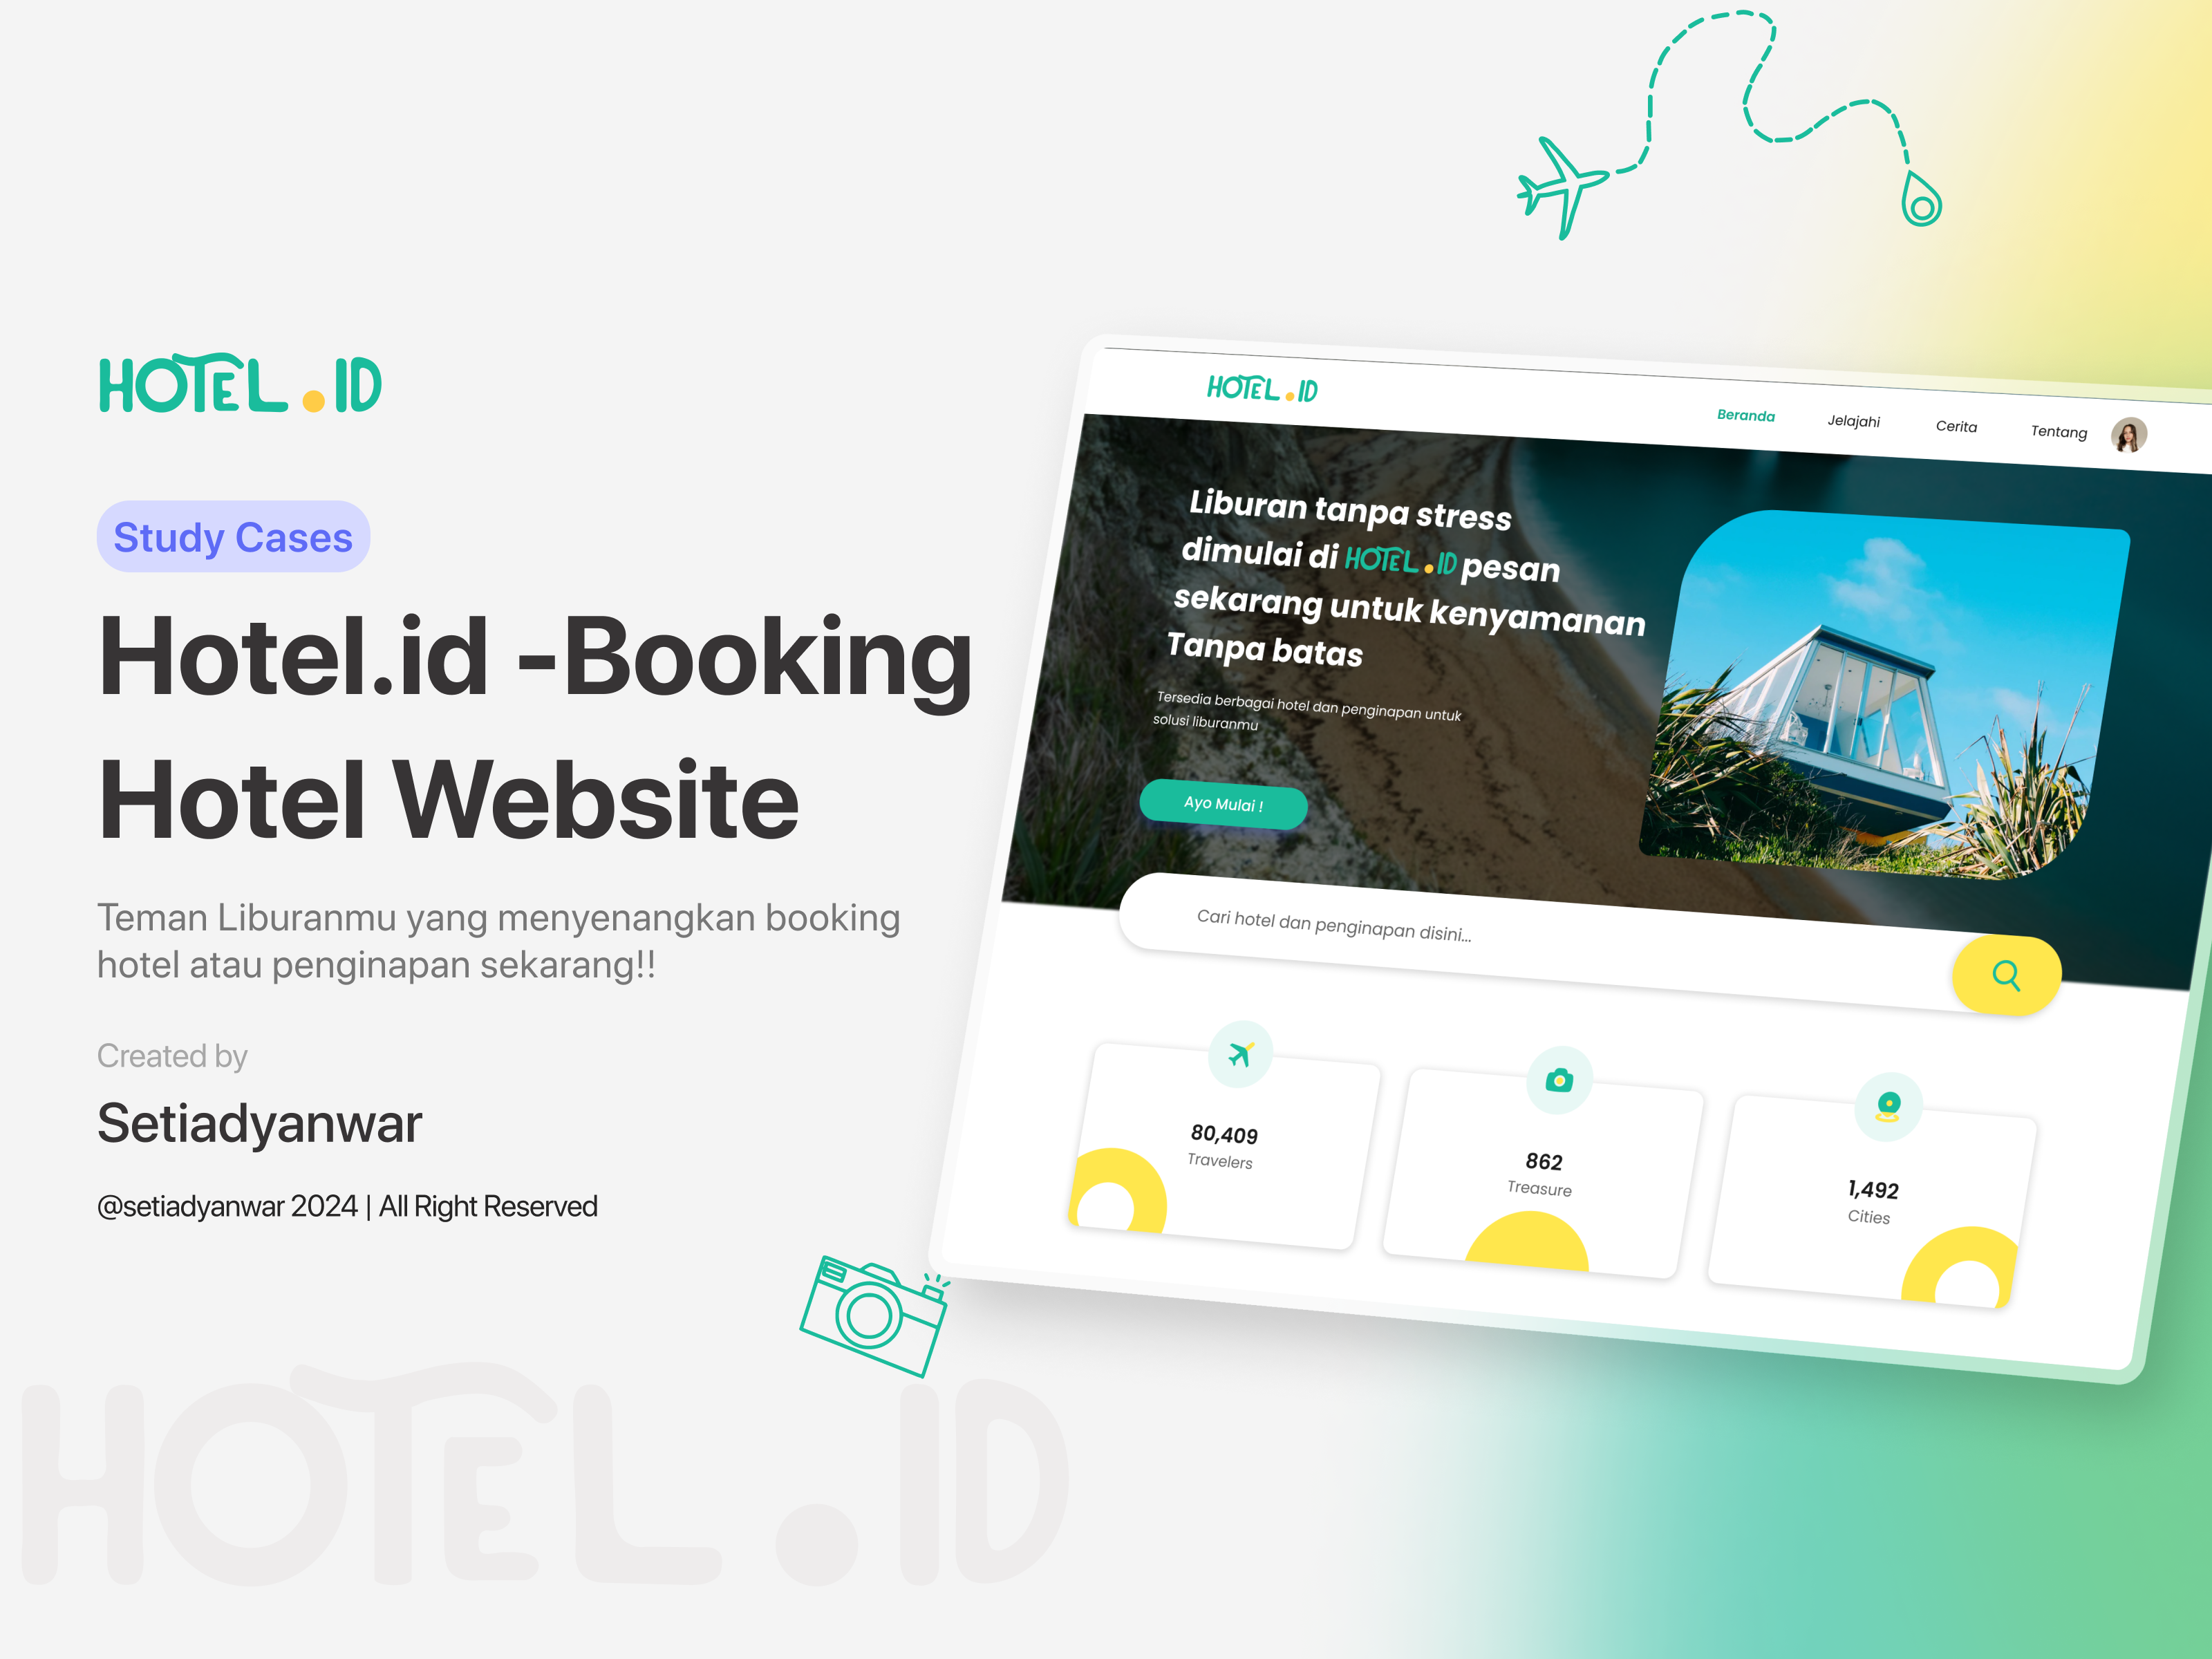 HOTEL.ID
Study Cases
Hotel.id -Booking
Hotel Website
Teman Liburanmu yang menyenangkan booking
hotel atau penginapan sekarang!!
Created by
Setiadyanwar
@setiadyanwar 2024 | All Right Reserved
HOTEL.ID
HOTEL.ID
Beranda Jelajahi Cerita Tentang
Liburan tanpa stress
dimulai di HOTEL.ID pesan
sekarang untuk kenyamanan
Tanpa batas
Tersedia berbagai hotel dan penginapan untuk
solusi liburanmu
Ayo Mulai !
Cari hotel dan penginapan disini...
80,409
Travelers
862
Treasure
1,492
Cities